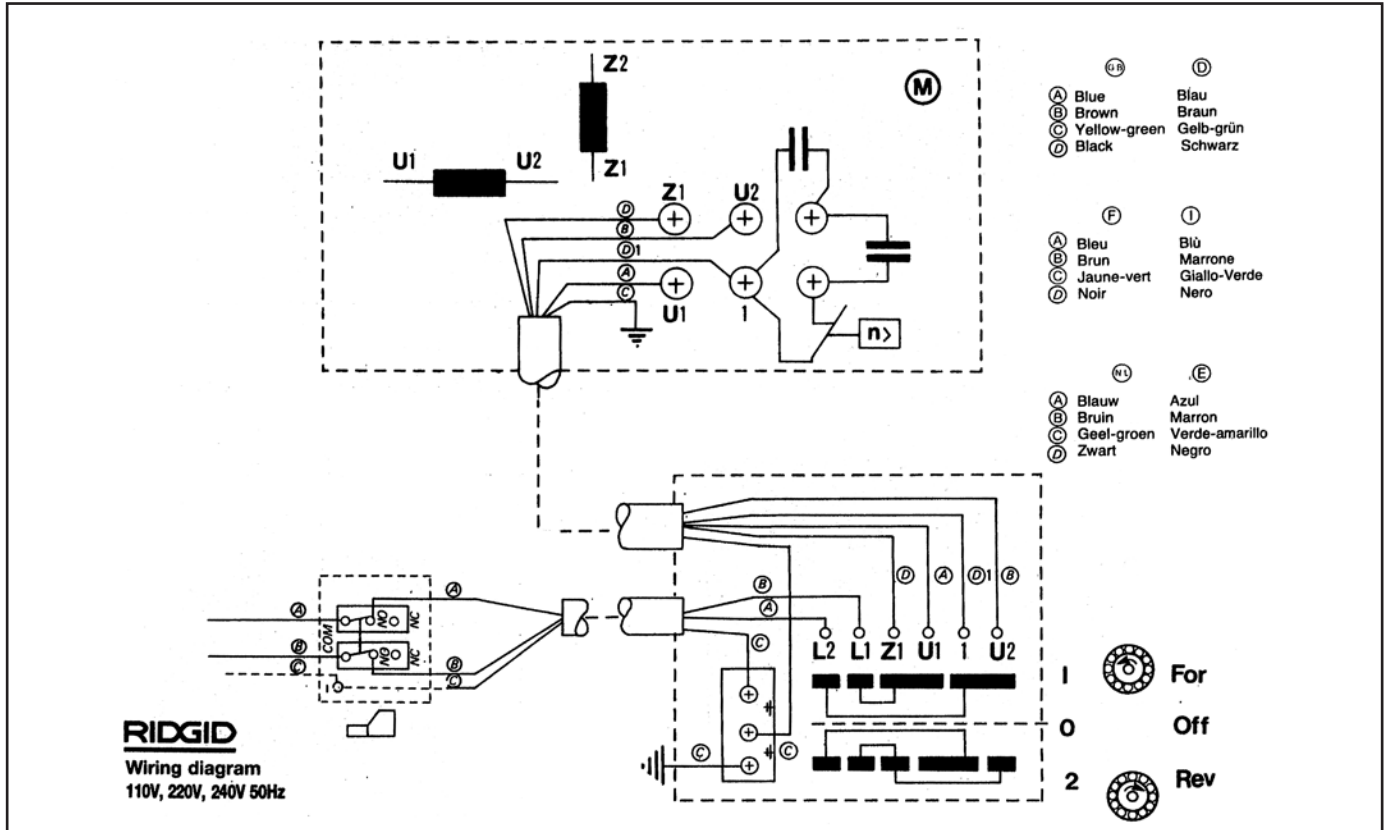 Z2
M
Z1
U1 U2
D Z1 U2
B
D1
A
C
U1 1
n>
GB D
A Blue Blau
B Brown Braun
C Yellow-green Gelb-grün
D Black Schwarz
F I
A Bleu Blù
B Brun Marrone
C Jaune-vert Giallo-Verde
D Noir Nero
NL E
A Blauw Azul
B Bruin Marron
C Geel-groen Verde-amarillo
D Zwart Negro
A A
COM NO NC
B B
NO NC
C C
B
A
C
D A D1 B
L2 L1 Z1 U1 1 U2
I For
0 Off
2 Rev
C C
RIDGID
Wiring diagram
110V, 220V, 240V 50Hz